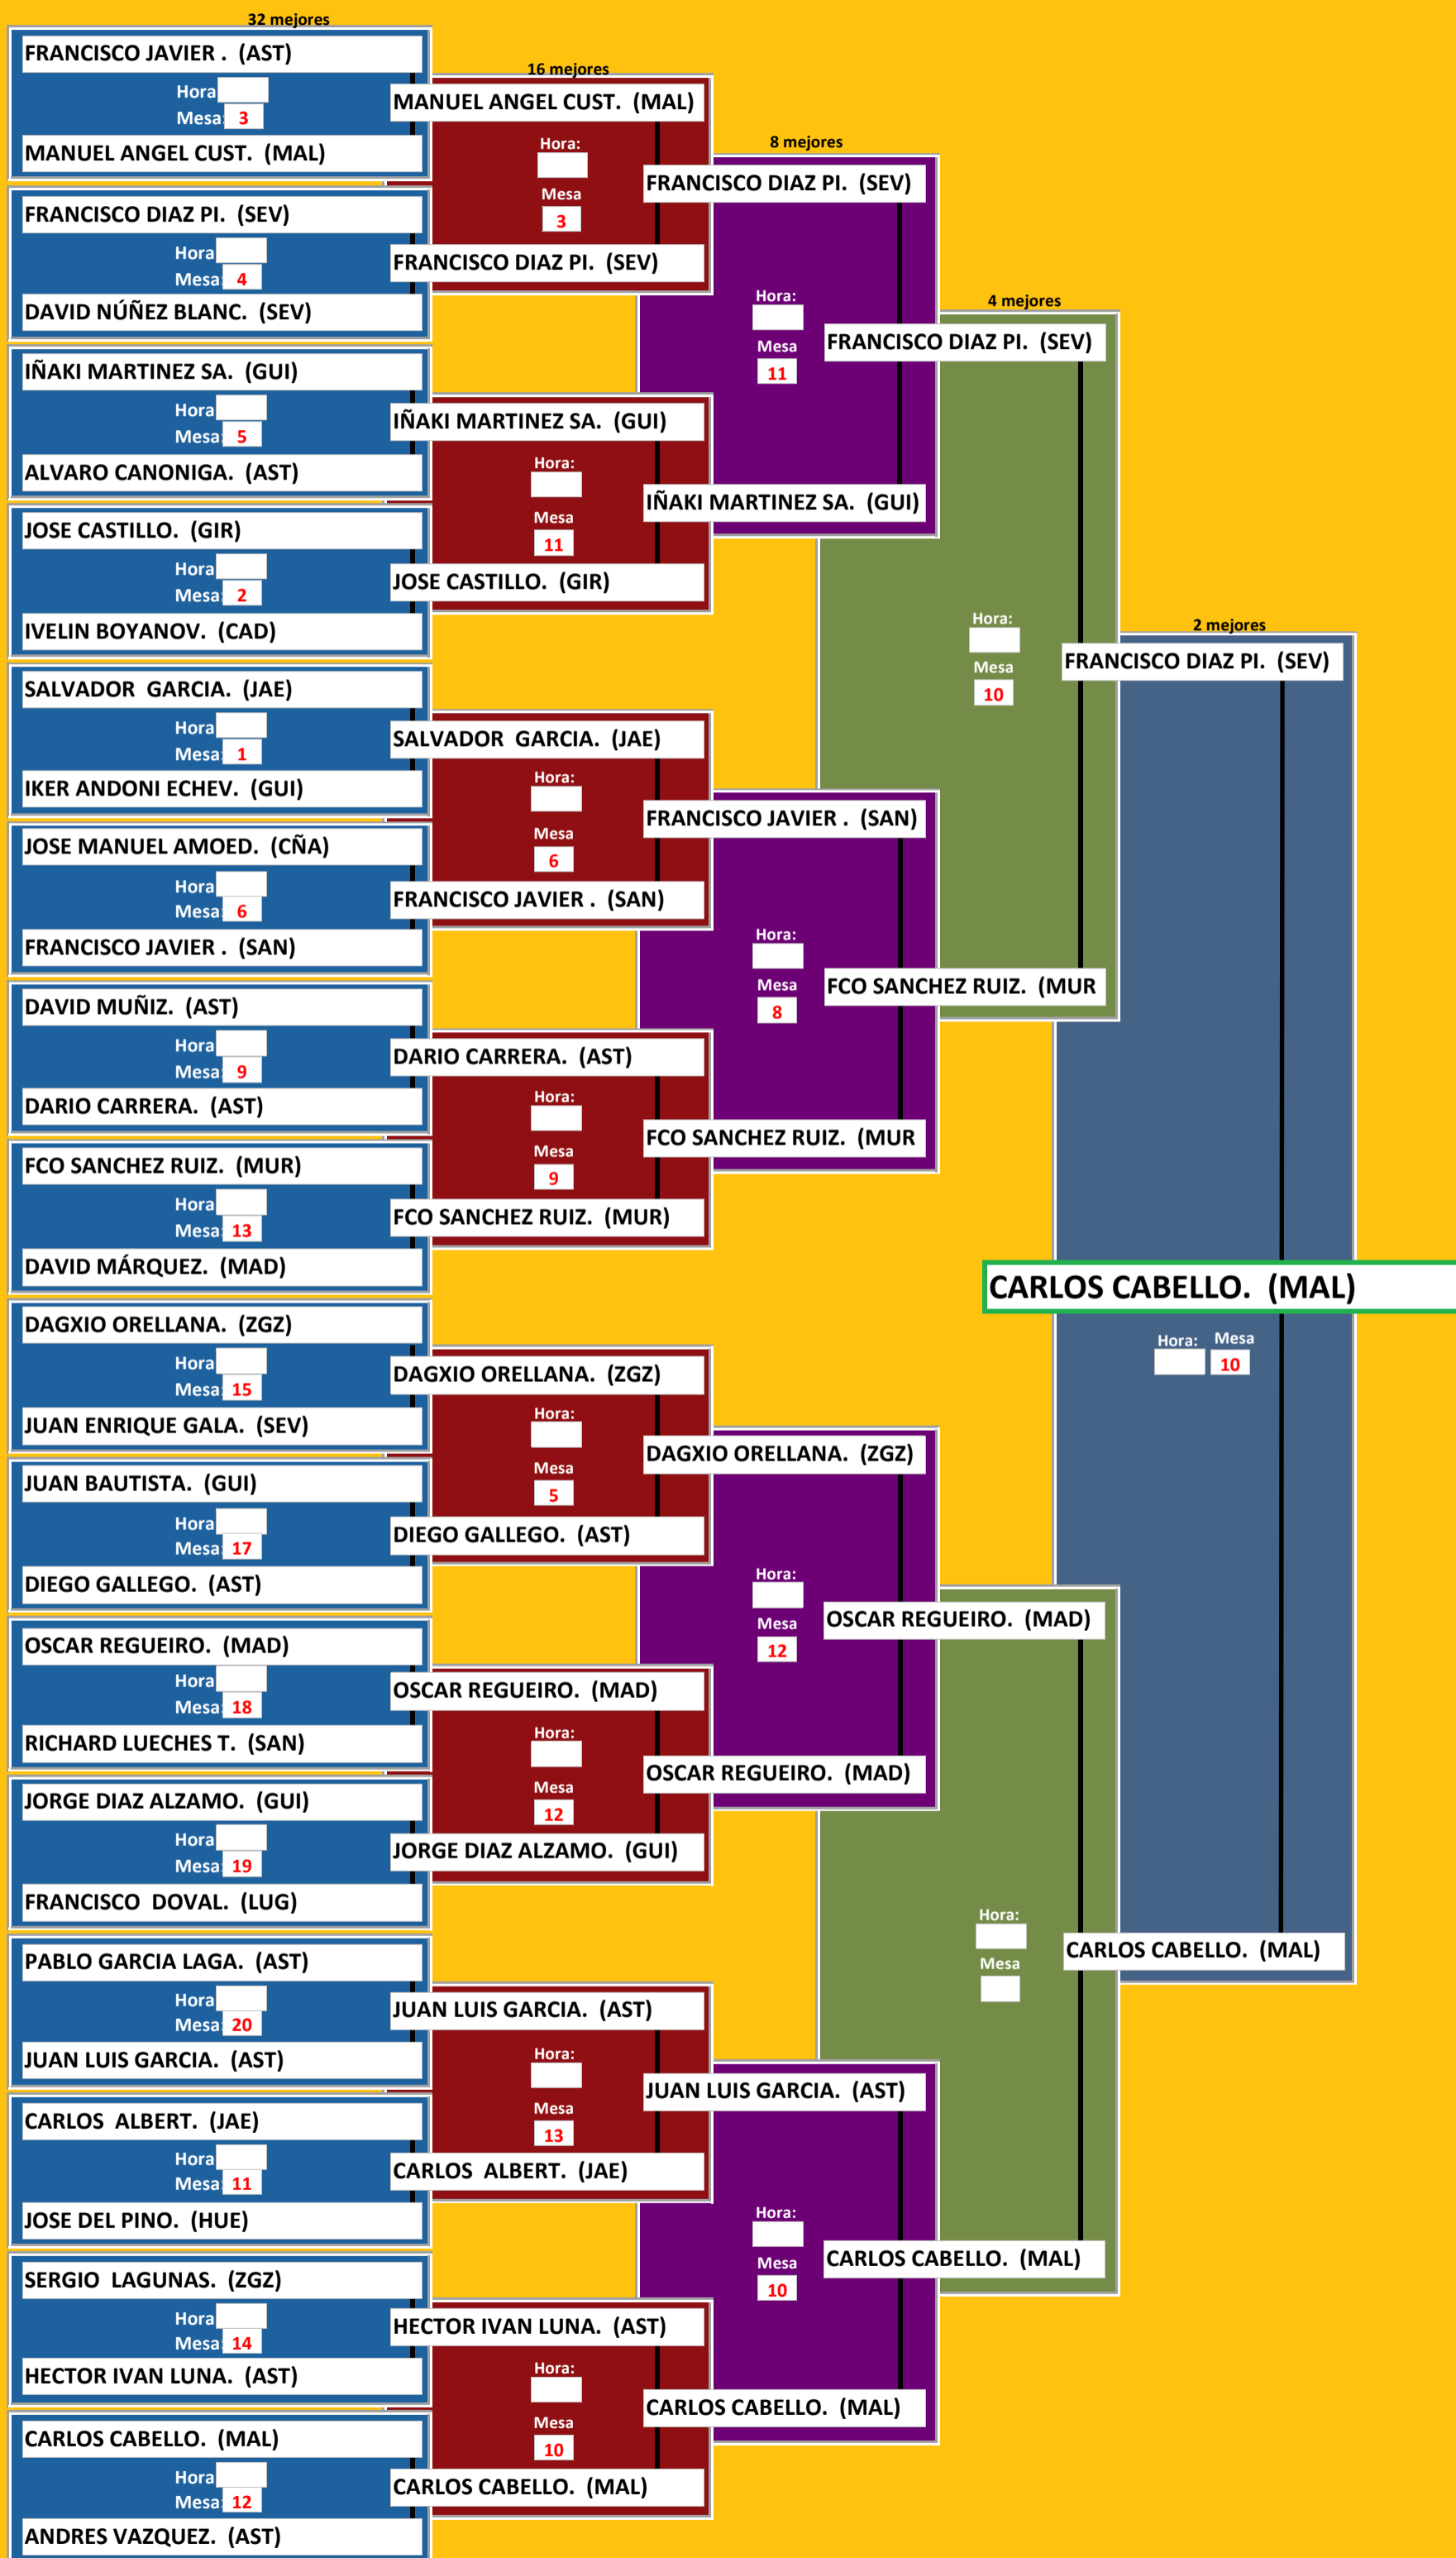 32 mejores
FRANCISCO JAVIER . (AST)
Hora
Mesa: 3
MANUEL ANGEL CUST. (MAL)
FRANCISCO DIAZ PI. (SEV)
Hora
Mesa: 4
DAVID NÚÑEZ BLANC. (SEV)
IÑAKI MARTINEZ SA. (GUI)
Hora
Mesa: 5
ALVARO CANONIGA. (AST)
JOSE CASTILLO. (GIR)
Hora
Mesa: 2
IVELIN BOYANOV. (CAD)
SALVADOR GARCIA. (JAE)
Hora
Mesa: 1
IKER ANDONI ECHEV. (GUI)
JOSE MANUEL AMOED. (CÑA)
Hora
Mesa: 6
FRANCISCO JAVIER . (SAN)
DAVID MUÑIZ. (AST)
Hora
Mesa: 9
DARIO CARRERA. (AST)
FCO SANCHEZ RUIZ. (MUR)
Hora
Mesa: 13
DAVID MÁRQUEZ. (MAD)
DAGXIO ORELLANA. (ZGZ)
Hora
Mesa: 15
JUAN ENRIQUE GALA. (SEV)
JUAN BAUTISTA. (GUI)
Hora
Mesa: 17
DIEGO GALLEGO. (AST)
OSCAR REGUEIRO. (MAD)
Hora
Mesa: 18
RICHARD LUECHES T. (SAN)
JORGE DIAZ ALZAMO. (GUI)
Hora
Mesa: 19
FRANCISCO DOVAL. (LUG)
PABLO GARCIA LAGA. (AST)
Hora
Mesa: 20
JUAN LUIS GARCIA. (AST)
CARLOS ALBERT. (JAE)
Hora
Mesa: 11
JOSE DEL PINO. (HUE)
SERGIO LAGUNAS. (ZGZ)
Hora
Mesa: 14
HECTOR IVAN LUNA. (AST)
CARLOS CABELLO. (MAL)
Hora
Mesa: 12
ANDRES VAZQUEZ. (AST)
16 mejores
MANUEL ANGEL CUST. (MAL)
Hora:
Mesa
3
FRANCISCO DIAZ PI. (SEV)
IÑAKI MARTINEZ SA. (GUI)
Hora:
Mesa
11
JOSE CASTILLO. (GIR)
SALVADOR GARCIA. (JAE)
Hora:
Mesa
6
FRANCISCO JAVIER . (SAN)
DARIO CARRERA. (AST)
Hora:
Mesa
9
FCO SANCHEZ RUIZ. (MUR)
DAGXIO ORELLANA. (ZGZ)
Hora:
Mesa
5
DIEGO GALLEGO. (AST)
OSCAR REGUEIRO. (MAD)
Hora:
Mesa
12
JORGE DIAZ ALZAMO. (GUI)
JUAN LUIS GARCIA. (AST)
Hora:
Mesa
13
CARLOS ALBERT. (JAE)
HECTOR IVAN LUNA. (AST)
Hora:
Mesa
10
CARLOS CABELLO. (MAL)
8 mejores
FRANCISCO DIAZ PI. (SEV)
Hora:
Mesa
11
IÑAKI MARTINEZ SA. (GUI)
FRANCISCO JAVIER . (SAN)
Hora:
Mesa
8
FCO SANCHEZ RUIZ. (MUR
DAGXIO ORELLANA. (ZGZ)
Hora:
Mesa
12
OSCAR REGUEIRO. (MAD)
JUAN LUIS GARCIA. (AST)
Hora:
Mesa
10
CARLOS CABELLO. (MAL)
4 mejores
FRANCISCO DIAZ PI. (SEV)
Hora:
Mesa
10
FCO SANCHEZ RUIZ. (MUR
OSCAR REGUEIRO. (MAD)
Hora:
Mesa
CARLOS CABELLO. (MAL)
2 mejores
FRANCISCO DIAZ PI. (SEV)
CARLOS CABELLO. (MAL)
Hora: Mesa
10
CARLOS CABELLO. (MAL)